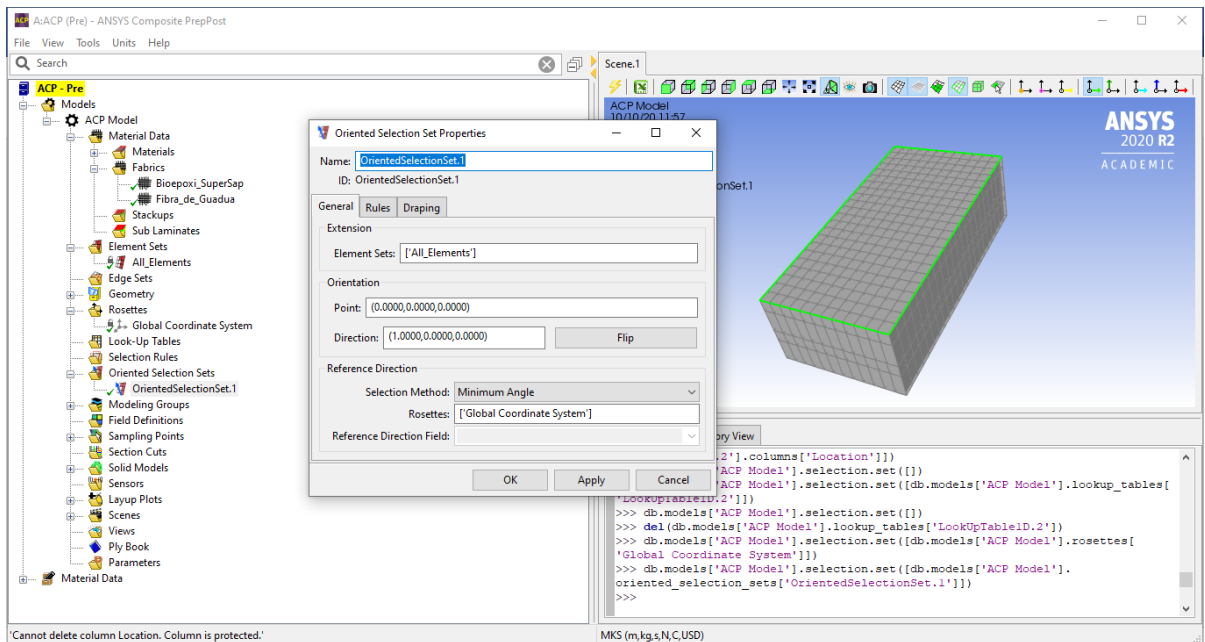 A:ACP (Pre) - ANSYS Composite PrepPost
File View Tools Units Help
Search
ACP - Pre
Models
ACP Model
Material Data
Materials
Fabrics
Bioepoxi_SuperSap
Fibra_de_Guadua
Stackups
Sub Laminates
Element Sets
All_Elements
Edge Sets
Geometry
Rosettes
Global Coordinate System
Look-Up Tables
Selection Rules
Oriented Selection Sets
OrientedSelectionSet.1
Modeling Groups
Field Definitions
Sampling Points
Section Cuts
Solid Models
Sensors
Layup Plots
Scenes
Views
Ply Book
Parameters
Material Data
'Cannot delete column Location. Column is protected.'
Oriented Selection Set Properties
Name: OrientedSelectionSet.1
ID: OrientedSelectionSet.1
General Rules Draping
Extension
Element Sets: ['All_Elements']
Orientation
Point: (0.0000,0.0000,0.0000)
Direction: (1.0000,0.0000,0.0000) Flip
Reference Direction
Selection Method: Minimum Angle
Rosettes: ['Global Coordinate System']
Reference Direction Field:
OK Apply Cancel
Scene.1
ACP Model
10/10/20 11:57
onSet.1
ANSYS
2020 R2
ACADEMIC
ory View
.2'].columns['Location']])
'ACP Model'].selection.set([])
'ACP Model'].selection.set([db.models['ACP Model'].lookup_tables[
'LookUpTable1D.2']])
>>> db.models['ACP Model'].selection.set([])
>>> del(db.models['ACP Model'].lookup_tables['LookUpTable1D.2'])
>>> db.models['ACP Model'].selection.set([db.models['ACP Model'].rosettes[
'Global Coordinate System']])
>>> db.models['ACP Model'].selection.set([db.models['ACP Model'].
oriented_selection_sets['OrientedSelectionSet.1']])
>>>
MKS (m,kg,s,N,C,USD)